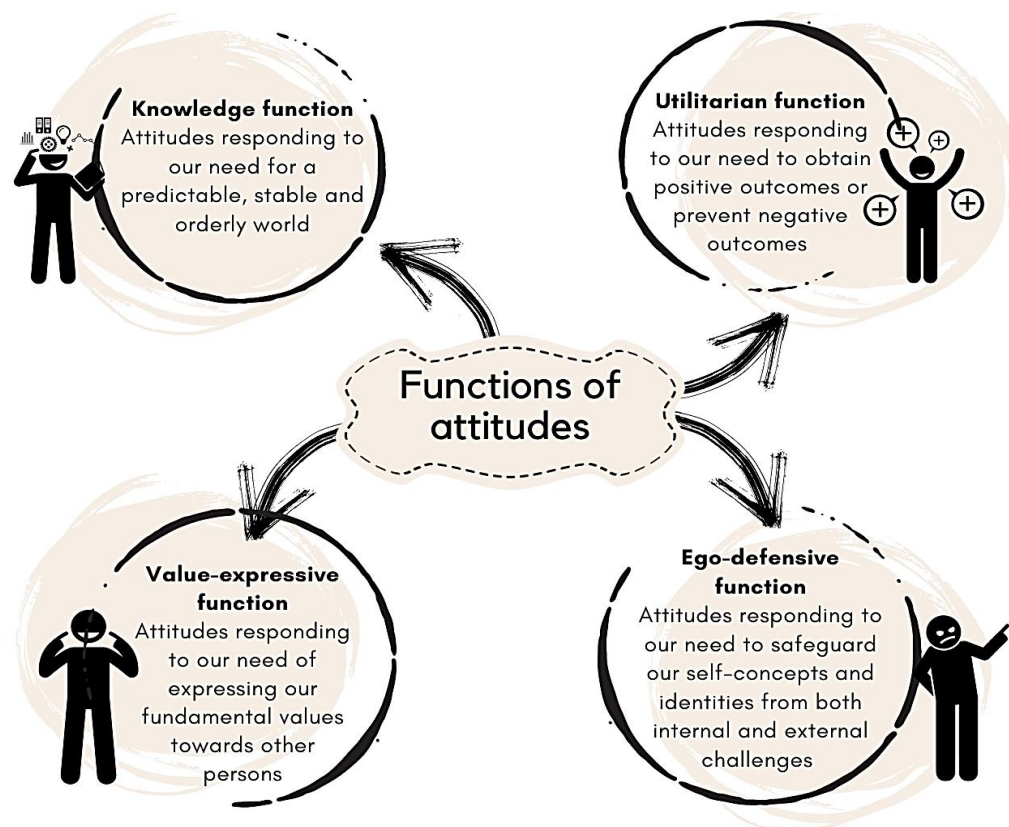 Knowledge function
Attitudes responding to
our need for a
predictable, stable and
orderly world
Utilitarian function
Attitudes responding
to our need to obtain
positive outcomes or
prevent negative
outcomes
Functions of
attitudes
Value-expressive
function
Attitudes responding
to our need of
expressing our
fundamental values
towards other
persons
Ego-defensive
function
Attitudes responding to
our need to safeguard
our self-concepts and
identities from both
internal and external
challenges